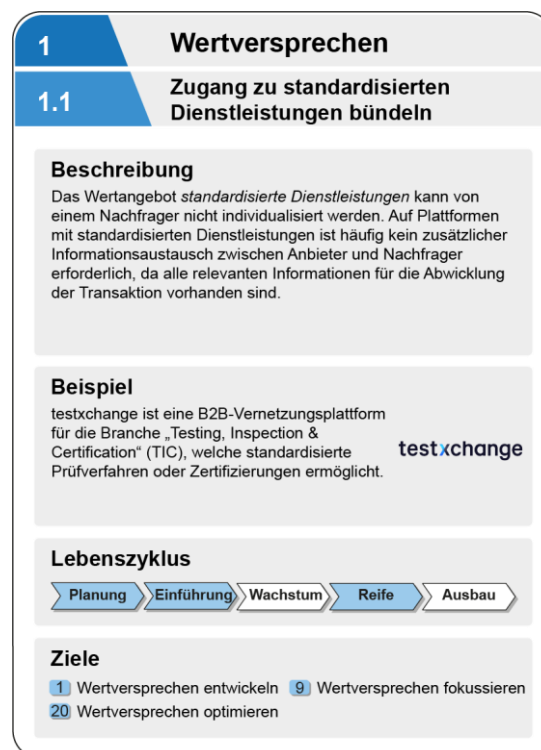 1
Wertversprechen
1.1
Zugang zu standardisierten
Dienstleistungen bündeln
Beschreibung
Das Wertangebot standardisierte Dienstleistungen kann von
einem Nachfrager nicht individualisiert werden. Auf Plattformen
mit standardisierten Dienstleistungen ist häufig kein zusätzlicher
Informationsaustausch zwischen Anbieter und Nachfrager
erforderlich, da alle relevanten Informationen für die Abwicklung
der Transaktion vorhanden sind.
Beispiel
testxchange ist eine B2B-Vernetzungsplattform
für die Branche „Testing, Inspection &
Certification“ (TIC), welche standardisierte
Prüfverfahren oder Zertifizierungen ermöglicht.
testxchange
Lebenszyklus
Planung Einführung Wachstum Reife Ausbau
Ziele
1 Wertversprechen entwickeln 9 Wertversprechen fokussieren
20 Wertversprechen optimieren